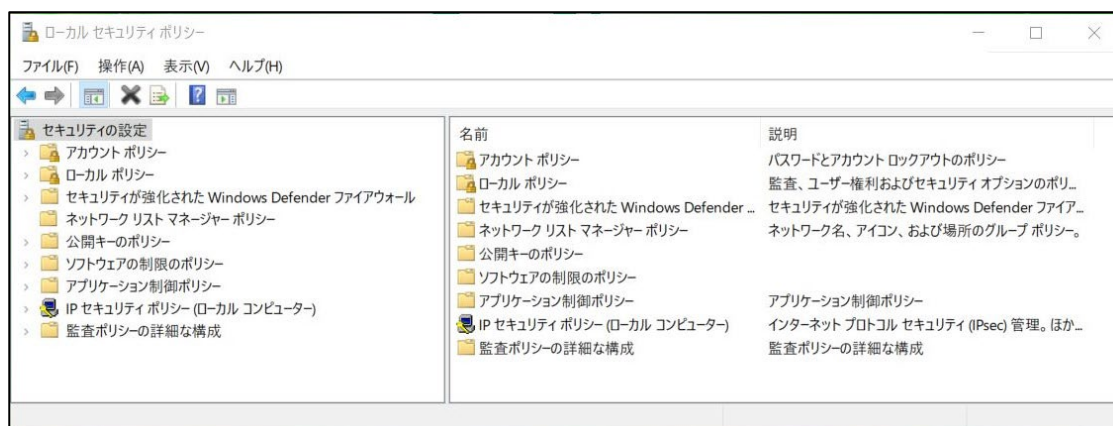 ローカル セキュリティ ポリシー
ファイル(F) 操作(A) 表示(V) ヘルプ(H)
セキュリティの設定
アカウント ポリシー
ローカル ポリシー
セキュリティが強化された Windows Defender ファイアウォール
ネットワーク リスト マネージャー ポリシー
公開キーのポリシー
ソフトウェアの制限のポリシー
アプリケーション制御ポリシー
IP セキュリティ ポリシー (ローカル コンピューター)
監査ポリシーの詳細な構成
名前 説明
アカウント ポリシー パスワードとアカウント ロックアウトのポリシー
ローカル ポリシー 監査、ユーザー権利およびセキュリティ オプションのポリ...
セキュリティが強化された Windows Defender ... セキュリティが強化された Windows Defender ファイア...
ネットワーク リスト マネージャー ポリシー ネットワーク名、アイコン、および場所のグループ ポリシー。
公開キーのポリシー
ソフトウェアの制限のポリシー
アプリケーション制御ポリシー アプリケーション制御ポリシー
IP セキュリティ ポリシー (ローカル コンピューター) インターネット プロトコル セキュリティ (IPsec) 管理。ほか...
監査ポリシーの詳細な構成 監査ポリシーの詳細な構成